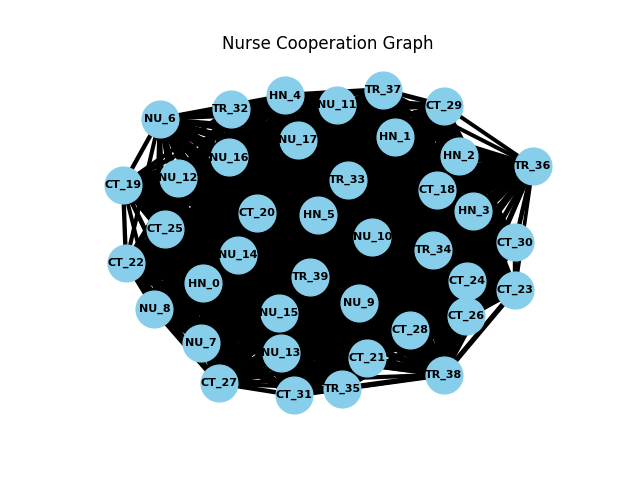 Nurse Cooperation Graph
TR_37
HN_4
NU_11
CT_29
TR_32
NU_6
HN_1
NU_17
HN_2
NU_16
TR_36
NU_12
TR_33
CT_19
CT_18
HN_3
CT_20
HN_5
CT_25
NU_10
CT_30
TR_34
NU_14
CT_22
TR_39
CT_24
HN_0
CT_23
NU_9
NU_8
NU_15
CT_26
CT_28
NU_7
NU_13
CT_21
TR_38
CT_27
TR_35
CT_31